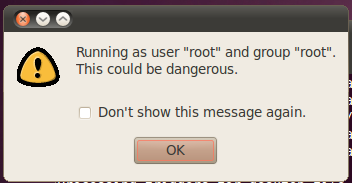 Running as user "root" and group "root".
This could be dangerous.
Don't show this message again.
OK